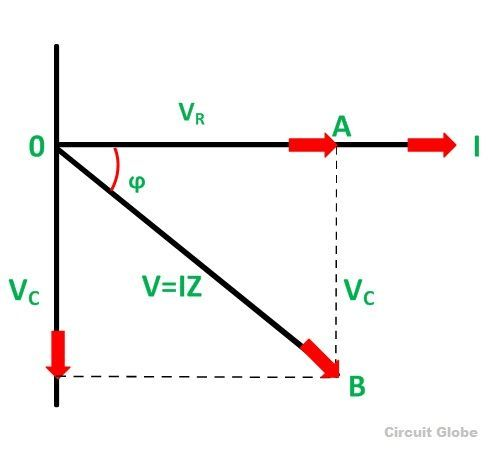 V_R
A
0
I
φ
V_C
V=IZ
V_C
B
Circuit Globe